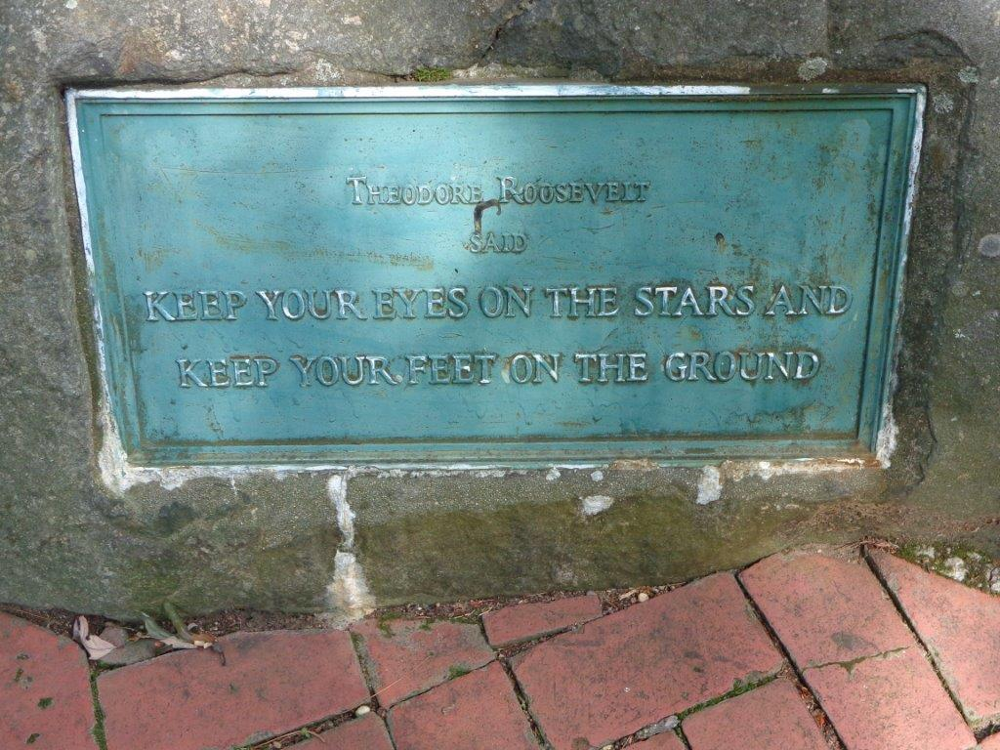 THEODORE ROOSEVELT
SAID
KEEP YOUR EYES ON THE STARS AND
KEEP YOUR FEET ON THE GROUND